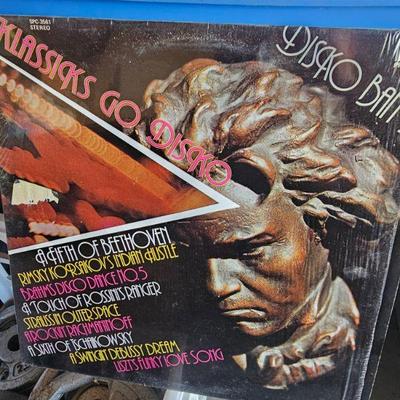 SPC-3561
STEREO
KLASSICKS GO DISKO
DISKO BAND
A FIFTH OF BEETHOVEN
RIMSKY KORSAKOV'S INDIAN HUSTLE
BRAHMS DISCO DANCE NO. 5
A TOUCH OF ROSSINI'S RANGER
STRAUSS IN OUTER SPACE
A ROCKIN' RACHMANINOFF
A SIXTH OF TSCHAIKOWSKY
A SWINGIN' DEBUSSY DREAM
LISZT'S FUNKY LOVE SONG